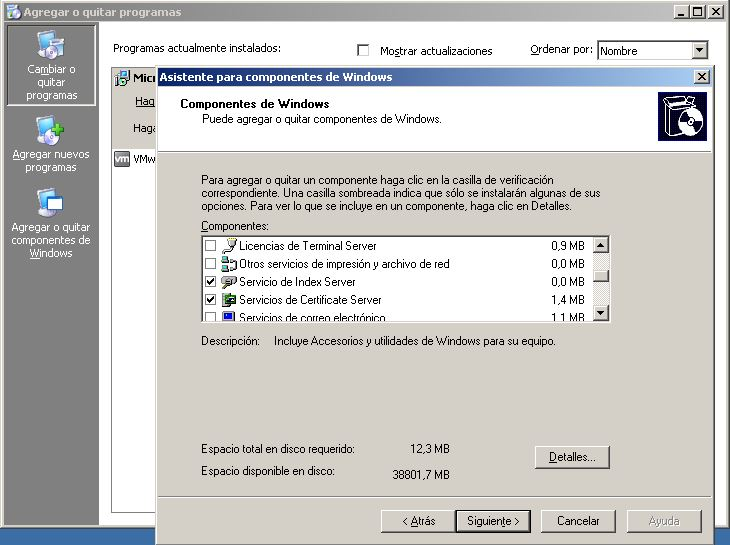 Agregar o quitar programas
Cambiar o
quitar
programas
Agregar nuevos
programas
Agregar o quitar
componentes de
Windows
Programas actualmente instalados:
Mostrar actualizaciones
Ordenar por:
Nombre
Micr
Hag
Haga
vm VMw
Asistente para componentes de Windows
Componentes de Windows
Puede agregar o quitar componentes de Windows.
Para agregar o quitar un componente haga clic en la casilla de verificación
correspondiente. Una casilla sombreada indica que sólo se instalarán algunas de sus
opciones. Para ver lo que se incluye en un componente, haga clic en Detalles.
Componentes:
Licencias de Terminal Server 0,9 MB
Otros servicios de impresión y archivo de red 0,0 MB
Servicio de Index Server 0,0 MB
Servicios de Certificate Server 1,4 MB
Servicios de correo electrónico 1,1 MB
Descripción: Incluye Accesorios y utilidades de Windows para su equipo.
Espacio total en disco requerido: 12,3 MB
Espacio disponible en disco: 38801,7 MB
Detalles...
< Atrás
Siguiente >
Cancelar
Ayuda